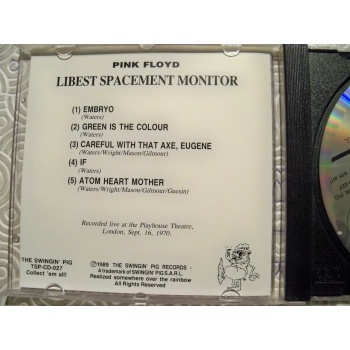 PINK FLOYD
LIBEST SPACEMENT MONITOR
(1) EMBRYO
(Waters)
(2) GREEN IS THE COLOUR
(Waters)
(3) CAREFUL WITH THAT AXE, EUGENE
(Waters/Wright/Mason/Gilmour)
(4) IF
(Waters)
(5) ATOM HEART MOTHER
(Waters/Wright/Mason/Gilmour/Geesin)
Recorded live at the Playhouse Theatre,
London, Sept. 16, 1970.
THE SWINGIN' PIG
TSP-CD-027
Collect 'em all!
℗1989 THE SWINGIN' PIG RECORDS -
A trademark of SWINGIN' PIG S.A.R.L.
Realized somewhere over the rainbow
All Rights Reserved